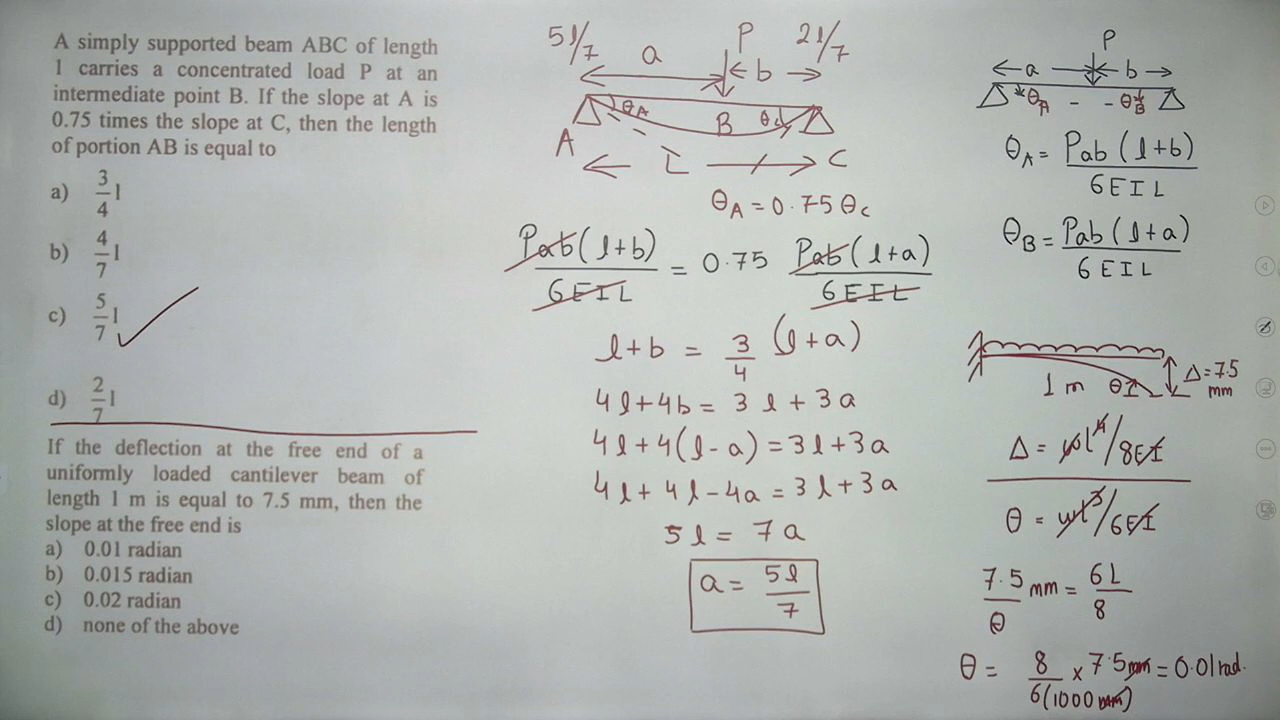 A simply supported beam ABC of length
l carries a concentrated load P at an
intermediate point B. If the slope at A is
0.75 times the slope at C, then the length
of portion AB is equal to
a) 3/4 l
b) 4/7 l
c) 5/7 l
d) 2/7 l
If the deflection at the free end of a
uniformly loaded cantilever beam of
length 1 m is equal to 7.5 mm, then the
slope at the free end is
a) 0.01 radian
b) 0.015 radian
c) 0.02 radian
d) none of the above
5l/7 P 2l/7
a b
θA B θc
A L C
θA = 0.75 θc
Pab(l+b)/6EIL = 0.75 Pab(l+a)/6EIL
l+b = 3/4 (l+a)
4l+4b = 3l+3a
4l+4(l-a) = 3l+3a
4l+4l-4a = 3l+3a
5l = 7a
a = 5l/7
P
a b
θA - - θB
θA = Pab(l+b)/6EIL
θB = Pab(l+a)/6EIL
1 m θ Δ=7.5
mm
Δ = wl⁴/8EI
θ = wl³/6EI
7.5/θ mm = 6L/8
θ = 8/6(1000 mm) x 7.5mm = 0.01 rad.